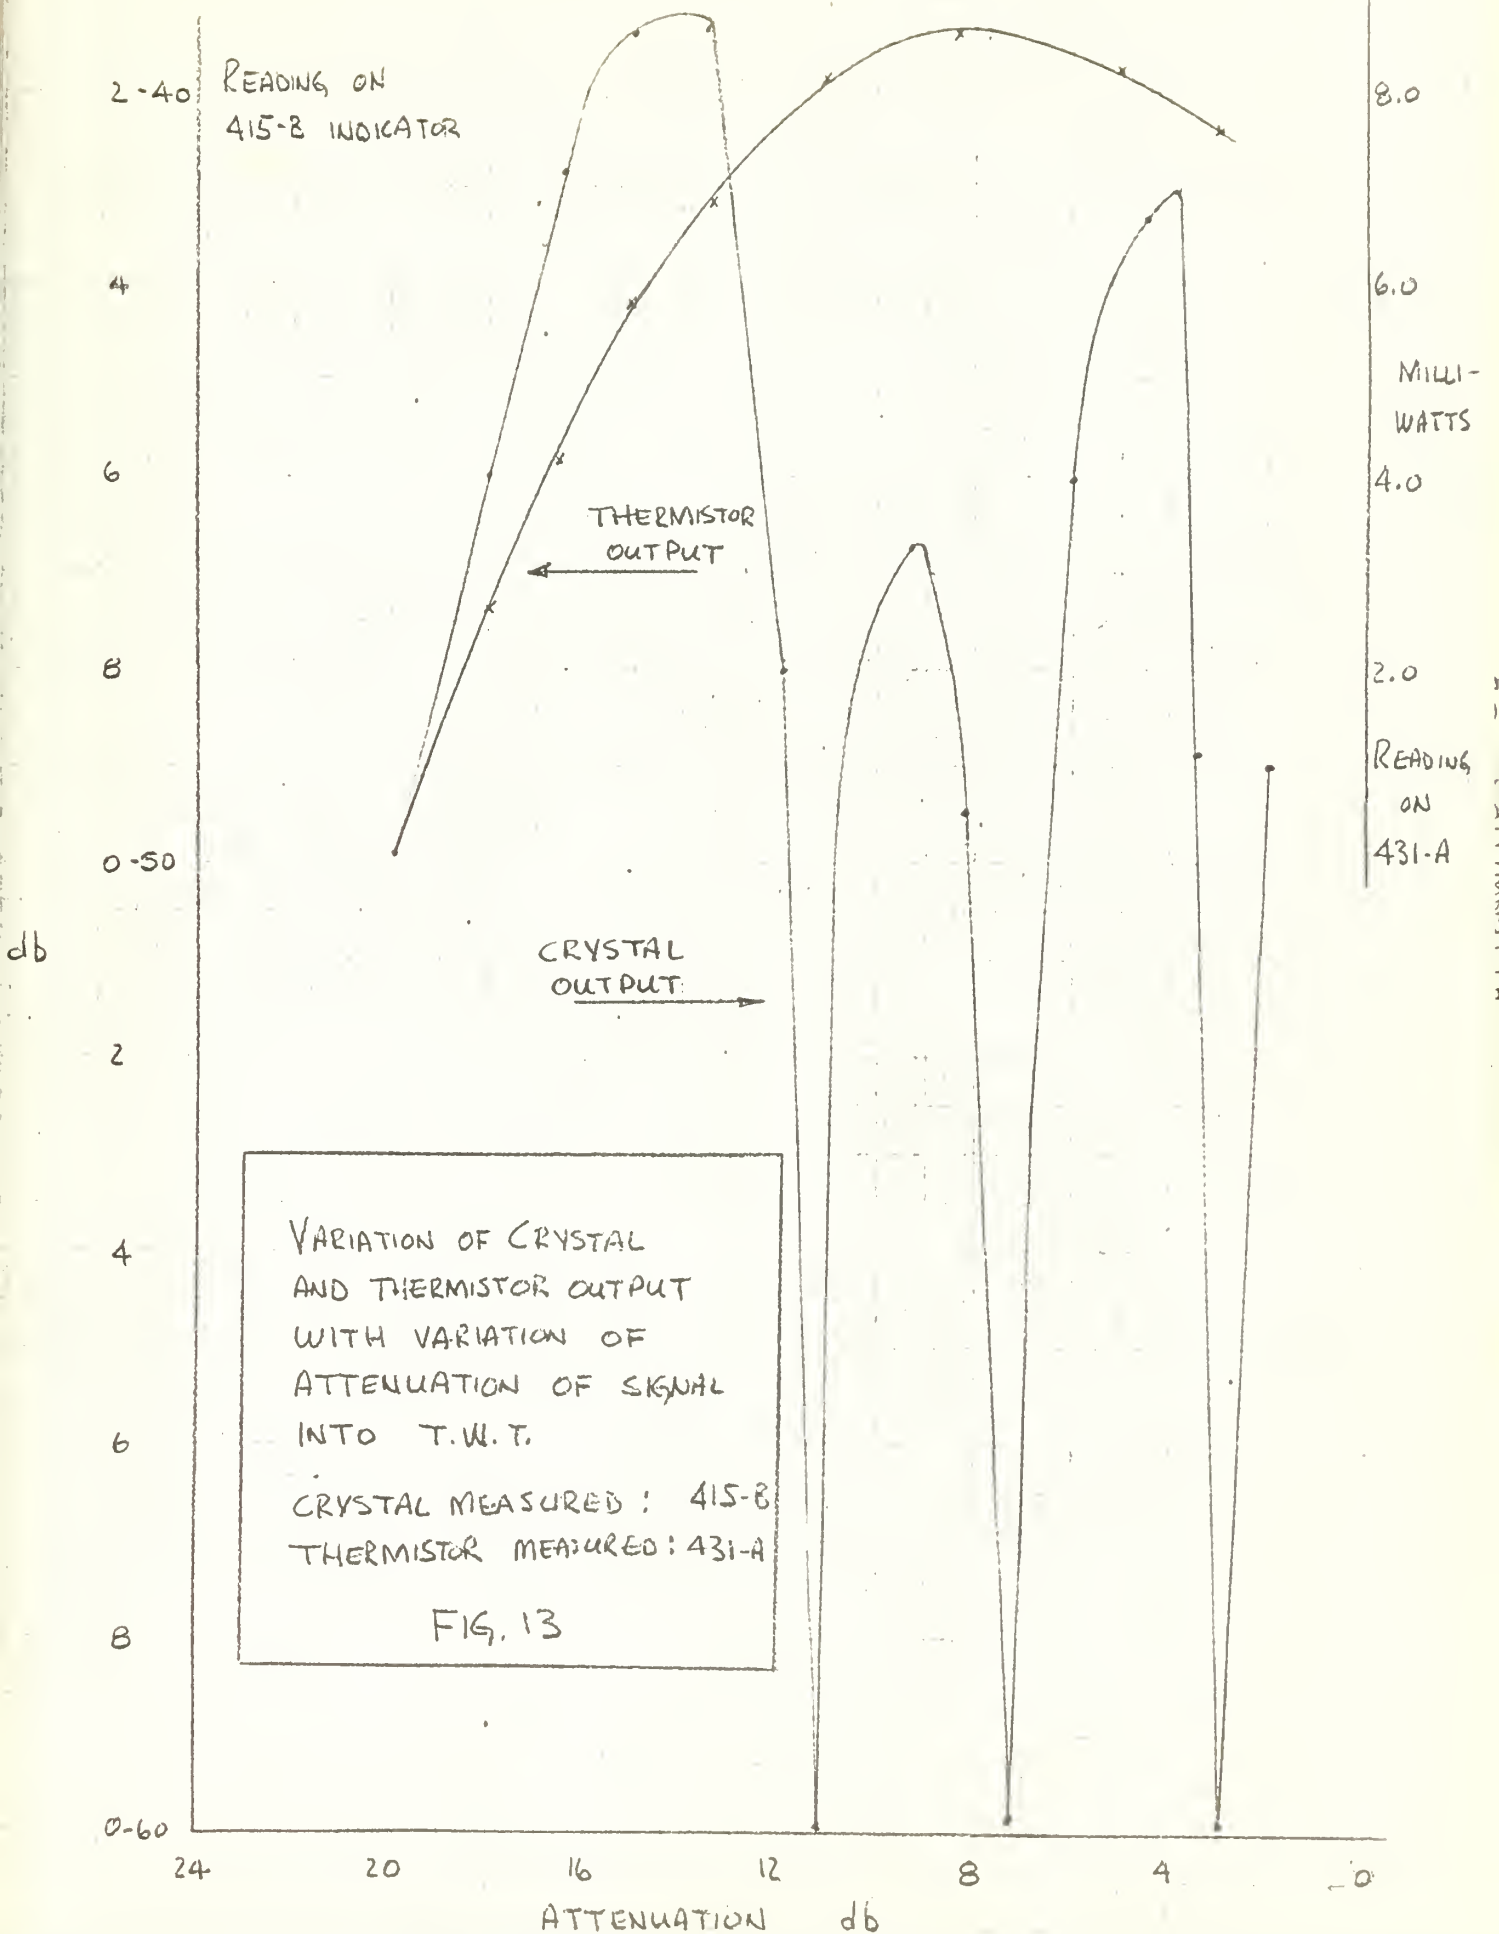 READING ON
415-B INDICATOR
2-40
4
6
8
0-50
db
2
4
6
8
0-60
8.0
6.0
MILLI-
WATTS
4.0
2.0
READING
ON
431-A
THERMISTOR
OUTPUT
CRYSTAL
OUTPUT
VARIATION OF CRYSTAL
AND THERMISTOR OUTPUT
WITH VARIATION OF
ATTENUATION OF SIGNAL
INTO T.W.T.
CRYSTAL MEASURED: 415-B
THERMISTOR MEASURED: 431-A
FIG. 13
24 20 16 12 8 4 0
ATTENUATION db